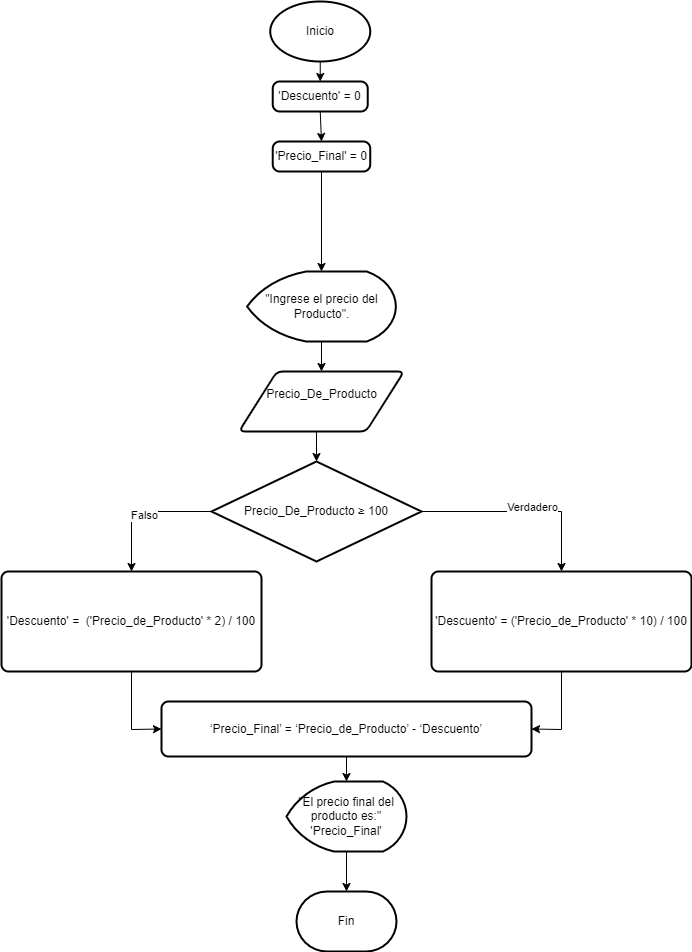 Inicio
'Descuento' = 0
'Precio_Final' = 0
"Ingrese el precio del
Producto".
Precio_De_Producto
Precio_De_Producto ≥ 100
Falso
Verdadero
'Descuento' =  ('Precio_de_Producto' * 2) / 100
'Descuento' = ('Precio_de_Producto' * 10) / 100
‘Precio_Final’ = ‘Precio_de_Producto’ - ‘Descuento’
"El precio final del
producto es:"
'Precio_Final'
Fin